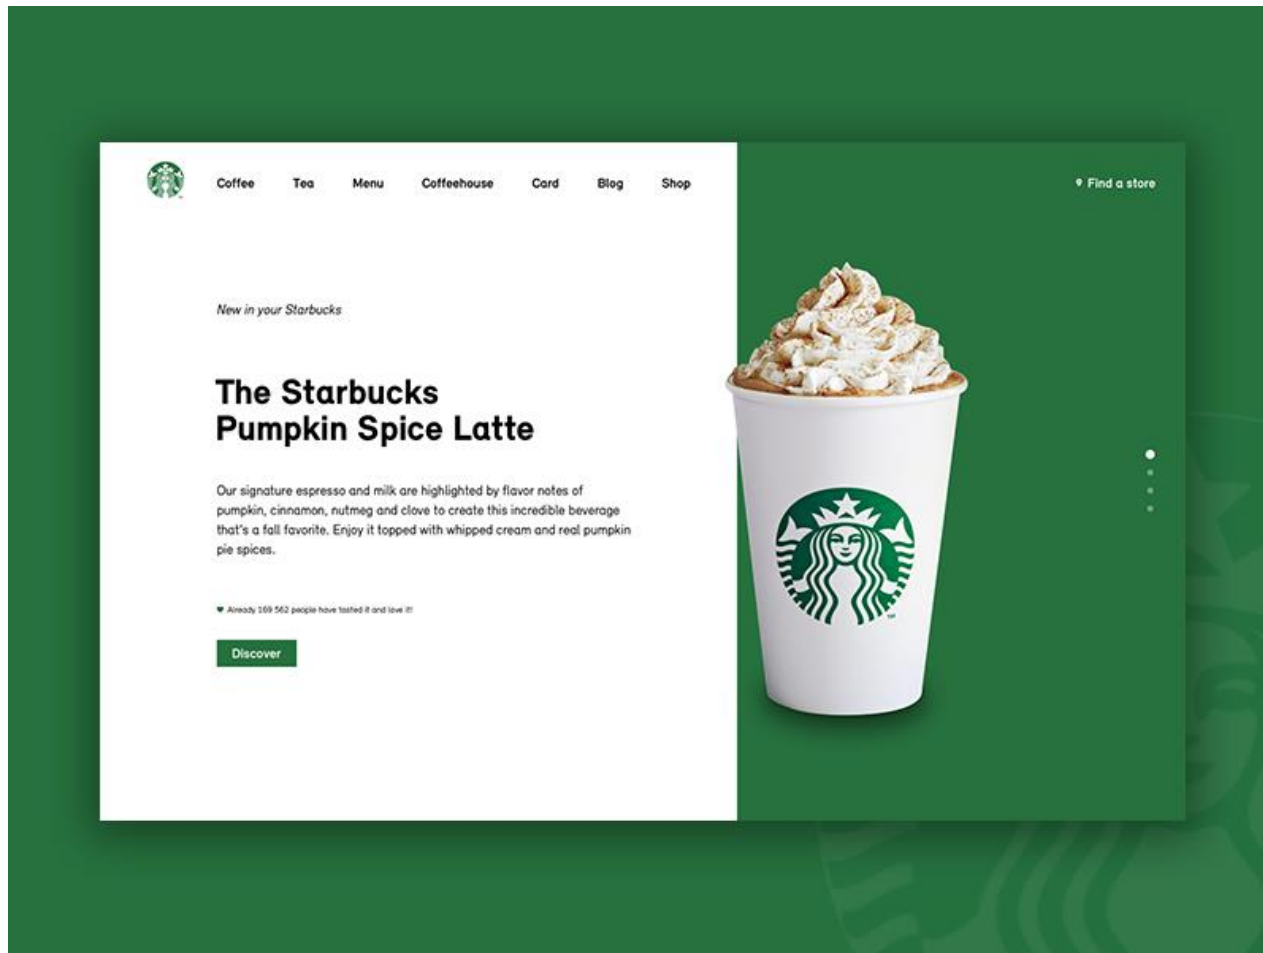 Coffee Tea Menu Coffeehouse Card Blog Shop
Find a store
New in your Starbucks
The Starbucks
Pumpkin Spice Latte
Our signature espresso and milk are highlighted by flavor notes of
pumpkin, cinnamon, nutmeg and clove to create this incredible beverage
that's a fall favorite. Enjoy it topped with whipped cream and real pumpkin
pie spices.
Already 169 562 people have tasted it and love it!
Discover
TM